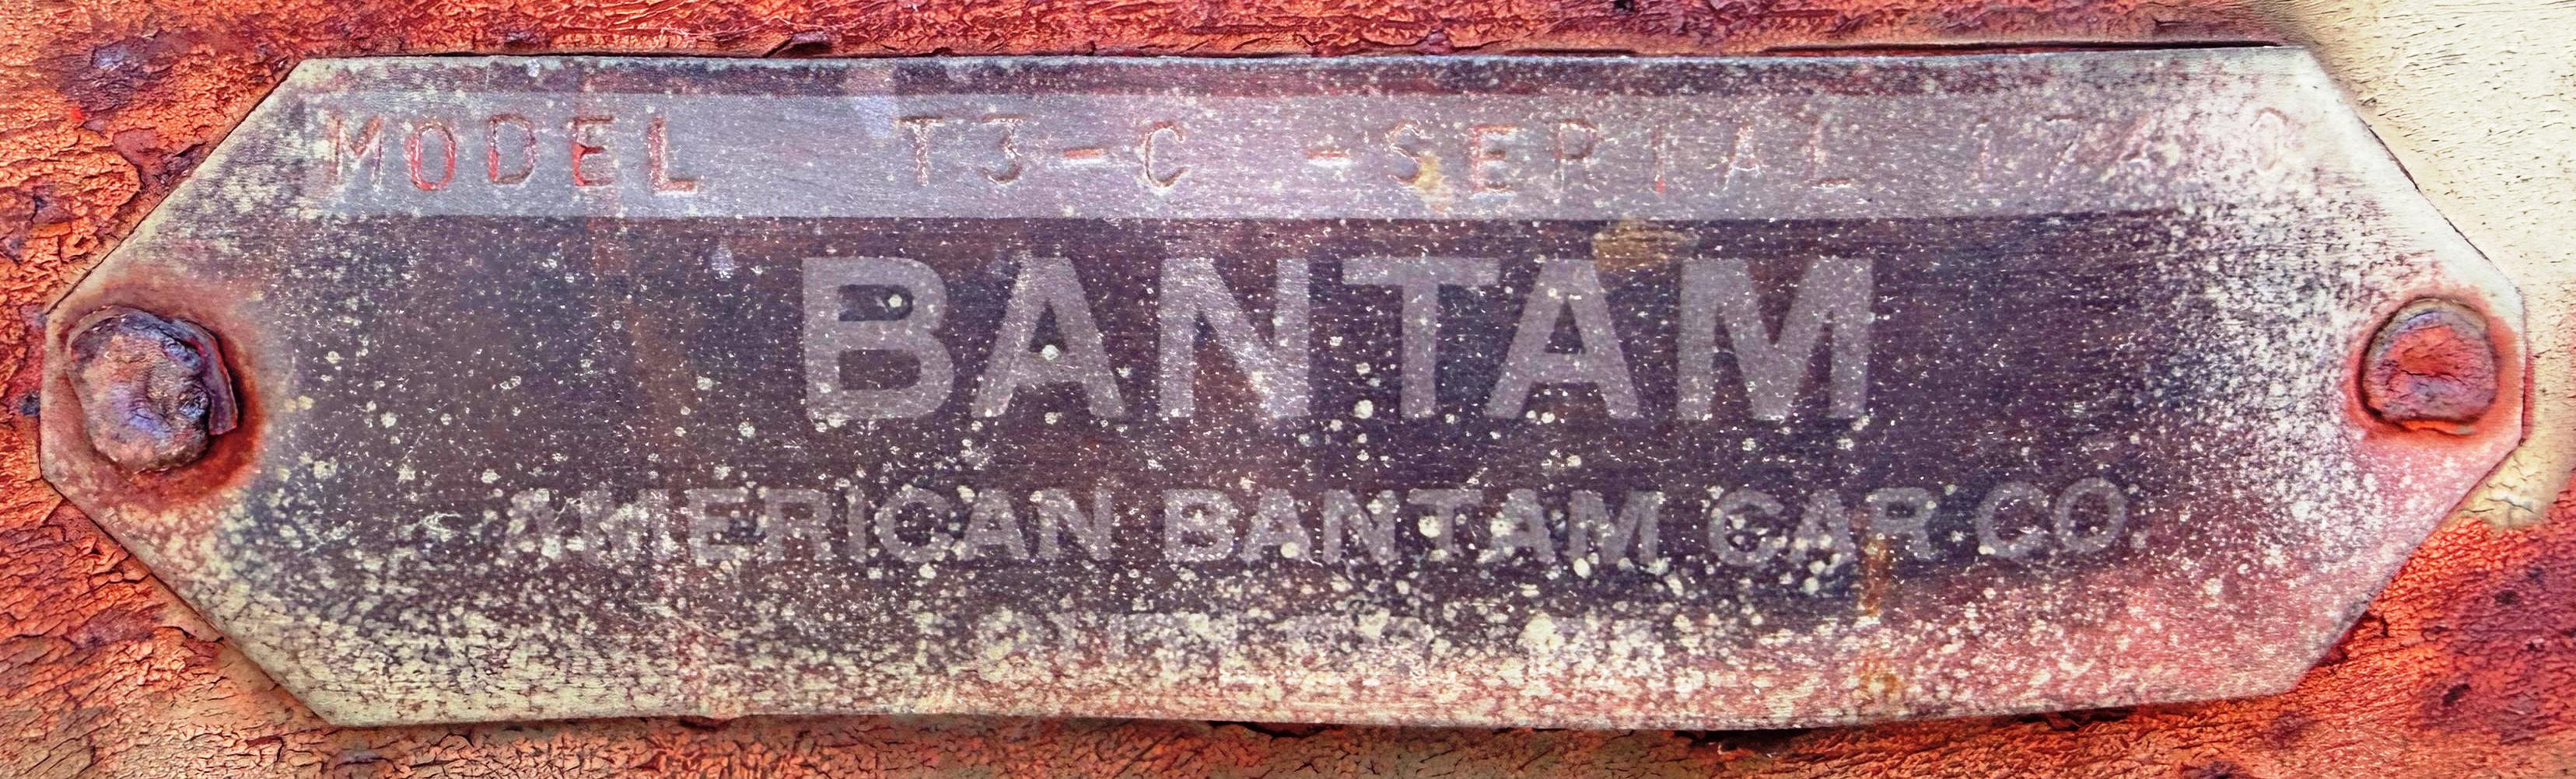 MODEL T3-C -SERIAL
BANTAM
AMERICAN BANTAM CAR CO.